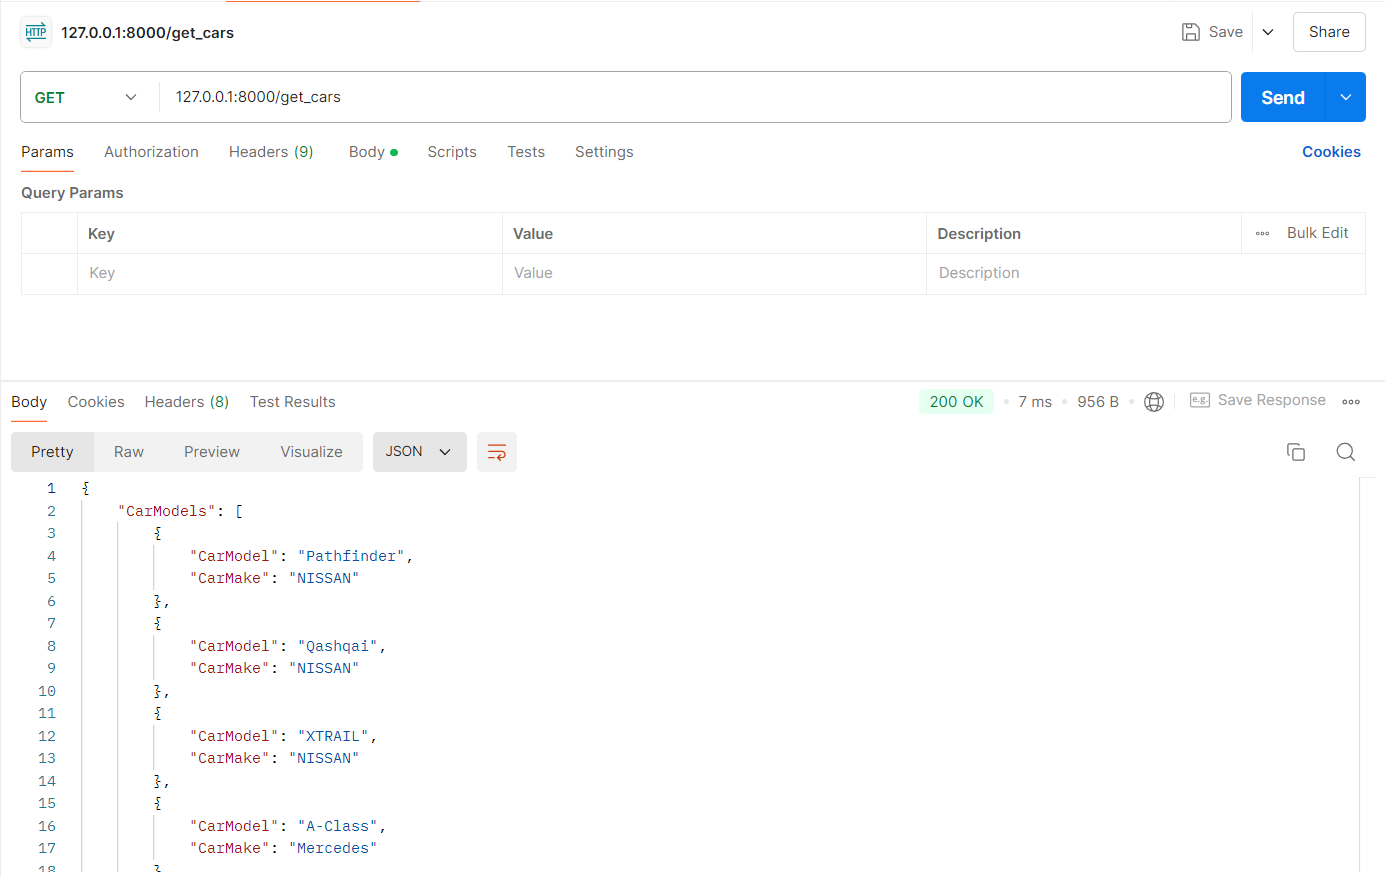 HTTP 127.0.0.1:8000/get_cars Save Share
GET 127.0.0.1:8000/get_cars Send
Params Authorization Headers (9) Body Scripts Tests Settings Cookies
Query Params
Key Value Description Bulk Edit
Key Value Description
Body Cookies Headers (8) Test Results 200 OK 7 ms 956 B e.g. Save Response
Pretty Raw Preview Visualize JSON
1 {
2 "CarModels": [
3 {
4 "CarModel": "Pathfinder",
5 "CarMake": "NISSAN"
6 },
7 {
8 "CarModel": "Qashqai",
9 "CarMake": "NISSAN"
10 },
11 {
12 "CarModel": "XTRAIL",
13 "CarMake": "NISSAN"
14 },
15 {
16 "CarModel": "A-Class",
17 "CarMake": "Mercedes"
18 }